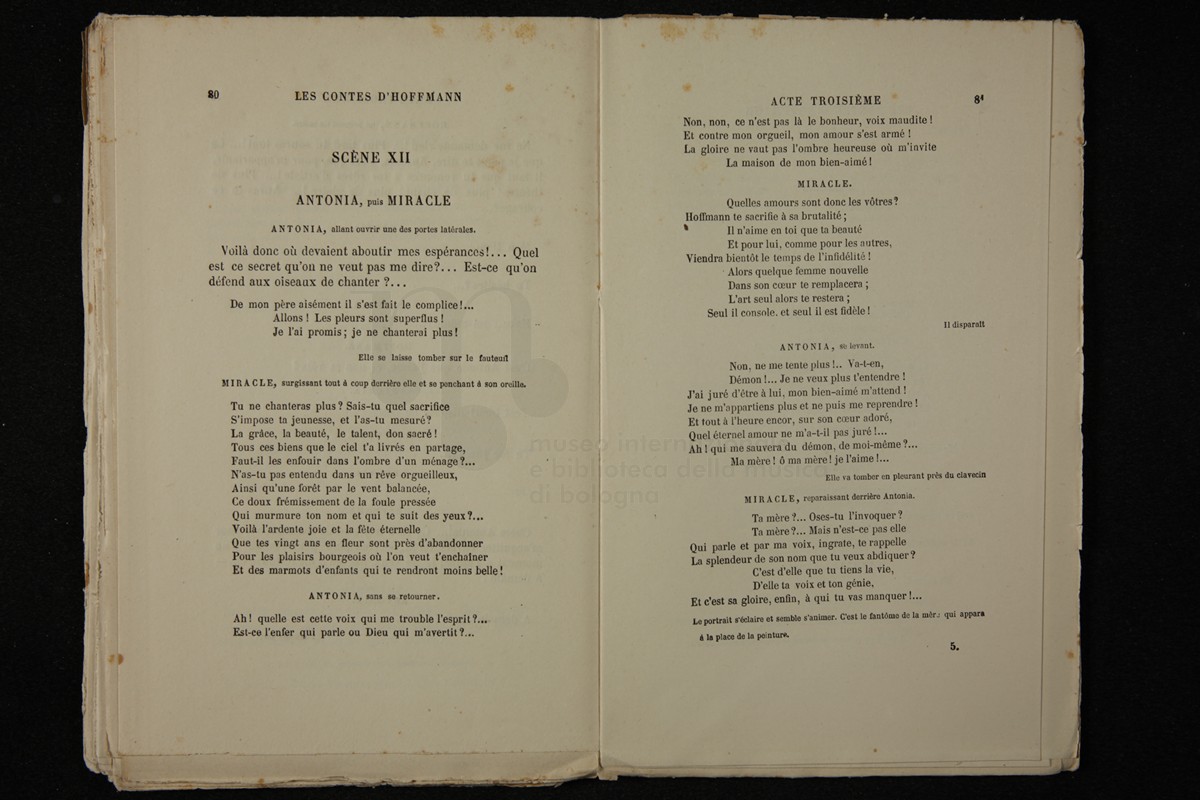 80
LES CONTES D'HOFFMANN
SCÈNE XII
ANTONIA, puis MIRACLE
ANTONIA, allant ouvrir une des portes latérales.
Voilà donc où devaient aboutir mes espérances!... Quel
est ce secret qu'on ne veut pas me dire?... Est-ce qu'on
défend aux oiseaux de chanter ?...
De mon père aisément il s'est fait le complice!...
Allons ! Les pleurs sont superflus !
Je l'ai promis; je ne chanterai plus!
Elle se laisse tomber sur le fauteuil
MIRACLE, surgissant tout à coup derrière elle et se penchant à son oreille.
Tu ne chanteras plus? Sais-tu quel sacrifice
S'impose ta jeunesse, et l'as-tu mesuré?
La grâce, la beauté, le talent, don sacré!
Tous ces biens que le ciel t'a livrés en partage,
Faut-il les enfouir dans l'ombre d'un ménage?...
N'as-tu pas entendu dans un rêve orgueilleux,
Ainsi qu'une forêt par le vent balancée,
Ce doux frémissement de la foule pressée
Qui murmure ton nom et qui te suit des yeux?...
Voilà l'ardente joie et la fête éternelle
Que tes vingt ans en fleur sont près d'abandonner
Pour les plaisirs bourgeois où l'on veut t'enchaîner
Et des marmots d'enfants qui te rendront moins belle!
ANTONIA, sans se retourner.
Ah! quelle est cette voix qui me trouble l'esprit?...
Est-ce l'enfer qui parle ou Dieu qui m'avertit?...
ACTE TROISIÈME
81
Non, non, ce n'est pas là le bonheur, voix maudite!
Et contre mon orgueil, mon amour s'est armé!
La gloire ne vaut pas l'ombre heureuse où m'invite
La maison de mon bien-aimé!
MIRACLE.
Quelles amours sont donc les vôtres?
Hoffmann te sacrifie à sa brutalité;
Il n'aime en toi que ta beauté
Et pour lui, comme pour les autres,
Viendra bientôt le temps de l'infidélité!
Alors quelque femme nouvelle
Dans son cœur te remplacera;
L'art seul alors te restera;
Seul il console. et seul il est fidèle!
Il disparaît
ANTONIA, se levant.
Non, ne me tente plus!.. Va-t-en,
Démon!... Je ne veux plus t'entendre!
J'ai juré d'être à lui, mon bien-aimé m'attend!
Je ne m'appartiens plus et ne puis me reprendre!
Et tout à l'heure encor, sur son cœur adoré,
Quel éternel amour ne m'a-t-il pas juré!...
Ah! qui me sauvera du démon, de moi-même?...
Ma mère! ô ma mère! je l'aime!...
Elle va tomber en pleurant près du clavecin
MIRACLE, reparaissant derrière Antonia.
Ta mère?... Oses-tu l'invoquer?
Ta mère?... Mais n'est-ce pas elle
Qui parle et par ma voix, ingrate, te rappelle
La splendeur de son nom que tu veux abdiquer?
C'est d'elle que tu tiens la vie,
D'elle ta voix et ton génie,
Et c'est sa gloire, enfin, à qui tu vas manquer!...
Le portrait s'éclaire et semble s'animer. C'est le fantôme de la mère qui appara
à la place de la peinture.
5.
museo internazionale
e biblioteca della musica
di bologna